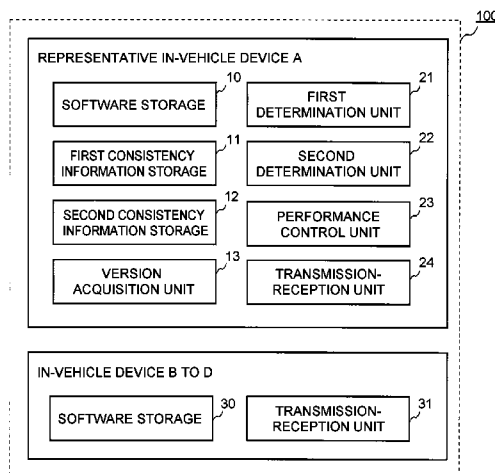 100
REPRESENTATIVE IN-VEHICLE DEVICE A
10
SOFTWARE STORAGE
21
FIRST
DETERMINATION UNIT
11
FIRST CONSISTENCY
INFORMATION STORAGE
22
SECOND
DETERMINATION UNIT
12
SECOND CONSISTENCY
INFORMATION STORAGE
23
PERFORMANCE
CONTROL UNIT
13
VERSION
ACQUISITION UNIT
24
TRANSMISSION-
RECEPTION UNIT
IN-VEHICLE DEVICE B TO D
SOFTWARE STORAGE
30
TRANSMISSION-
RECEPTION UNIT
31